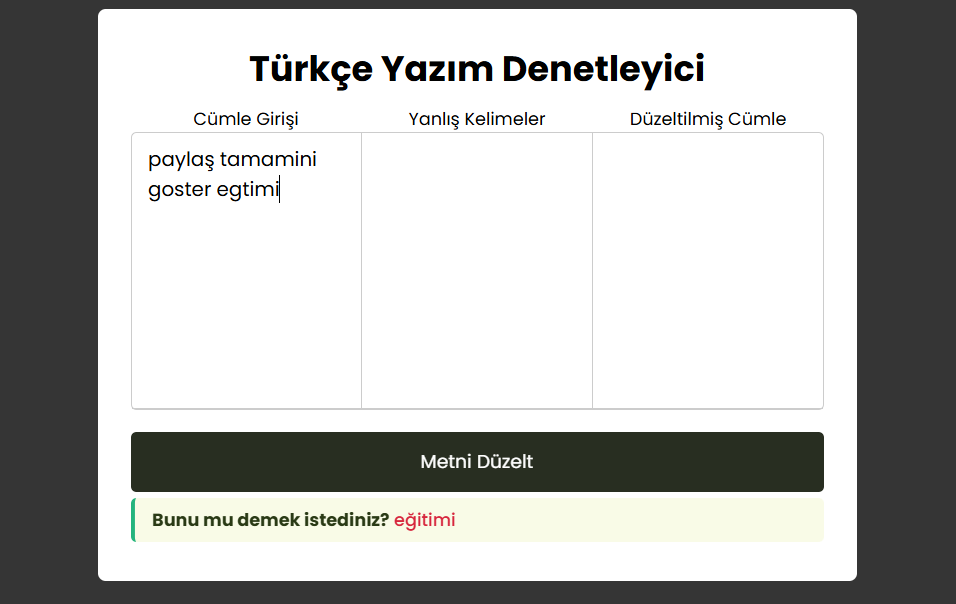 Türkçe Yazım Denetleyici
Cümle Girişi
Yanlış Kelimeler
Düzeltilmiş Cümle
paylaş tamamini
goster egtimi
Metni Düzelt
Bunu mu demek istediniz? eğitimi